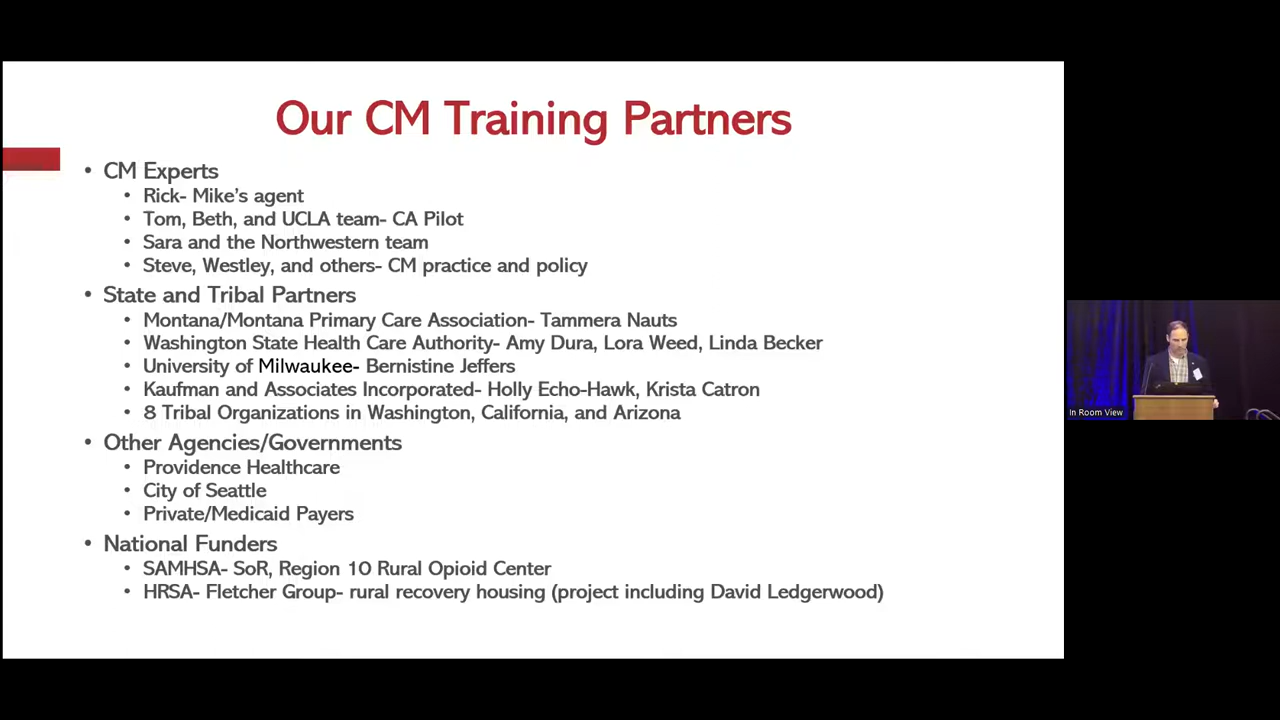 Our CM Training Partners
• CM Experts
• Rick- Mike's agent
• Tom, Beth, and UCLA team- CA Pilot
• Sara and the Northwestern team
• Steve, Westley, and others- CM practice and policy
• State and Tribal Partners
• Montana/Montana Primary Care Association- Tammera Nauts
• Washington State Health Care Authority- Amy Dura, Lora Weed, Linda Becker
• University of Milwaukee- Bernistine Jeffers
• Kaufman and Associates Incorporated- Holly Echo-Hawk, Krista Catron
• 8 Tribal Organizations in Washington, California, and Arizona
• Other Agencies/Governments
• Providence Healthcare
• City of Seattle
• Private/Medicaid Payers
• National Funders
• SAMHSA- SoR, Region 10 Rural Opioid Center
• HRSA- Fletcher Group- rural recovery housing (project including David Ledgerwood)
In Room View